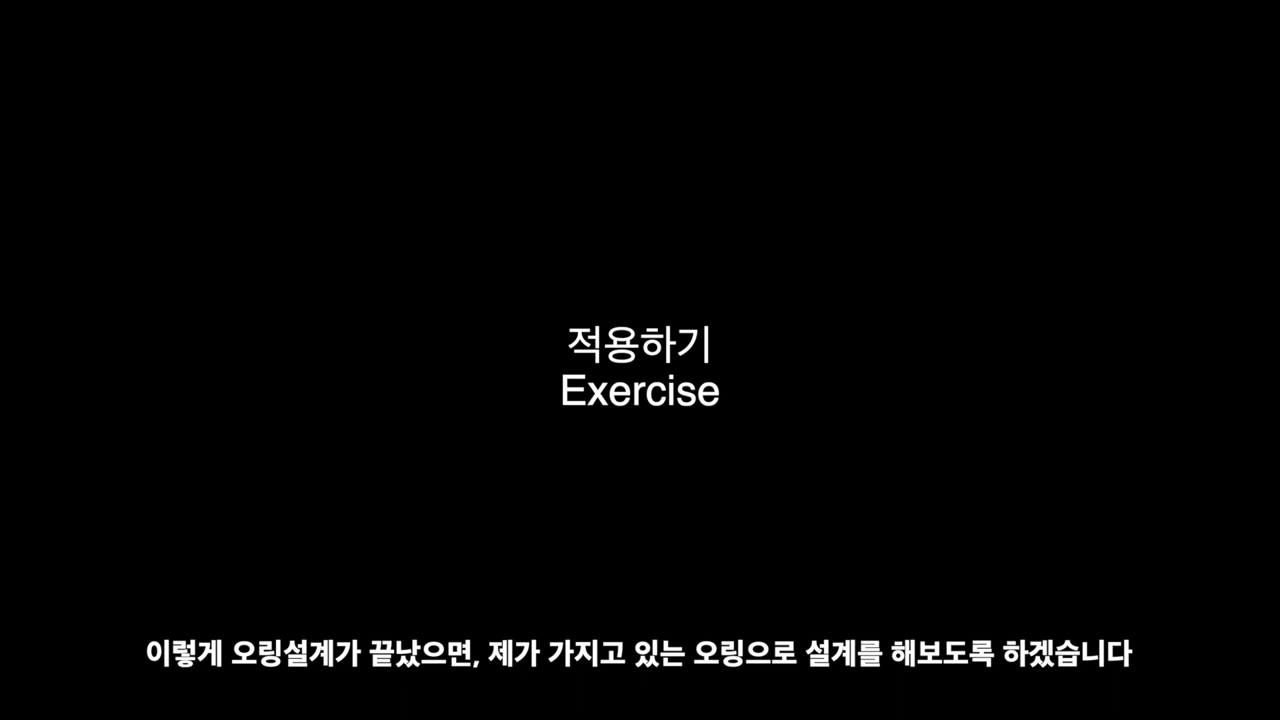 적용하기
Exercise
이렇게 오링설계가 끝났으면, 제가 가지고 있는 오링으로 설계를 해보도록 하겠습니다